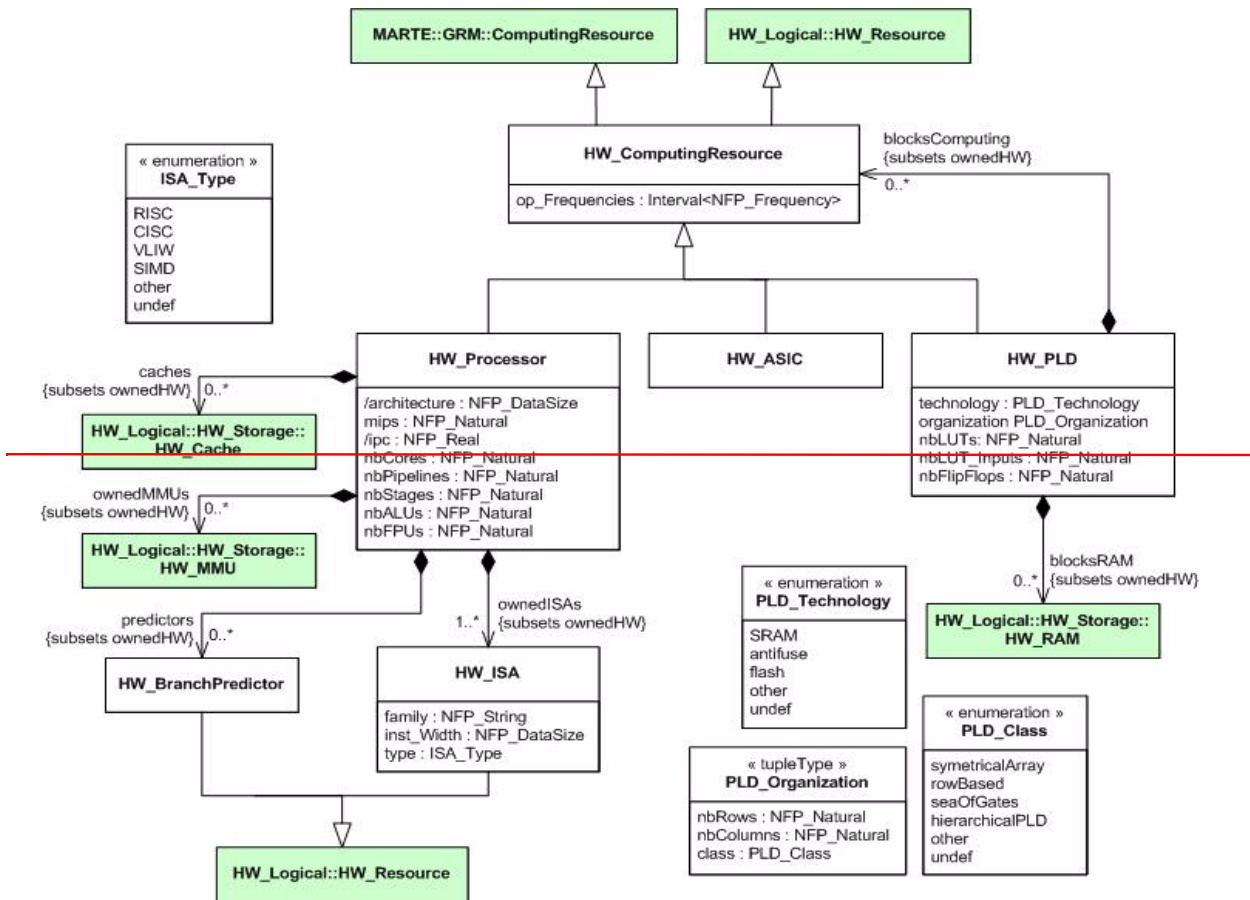 MARTE::GRM::ComputingResource
HW_Logical::HW_Resource
HW_ComputingResource
op_Frequencies : Interval<NFP_Frequency>
blocksComputing
{subsets ownedHW}
0..*
« enumeration »
ISA_Type
RISC
CISC
VLIW
SIMD
other
undef
HW_Processor
/architecture : NFP_DataSize
mips : NFP_Natural
/ipc : NFP_Real
nbCores : NFP_Natural
nbPipelines : NFP_Natural
nbStages : NFP_Natural
nbALUs : NFP_Natural
nbFPUs : NFP_Natural
HW_ASIC
HW_PLD
technology : PLD_Technology
organization PLD_Organization
nbLUTs: NFP_Natural
nbLUT_Inputs : NFP_Natural
nbFlipFlops : NFP_Natural
caches
{subsets ownedHW}
0..*
HW_Logical::HW_Storage::
HW_Cache
ownedMMUs
{subsets ownedHW}
0..*
HW_Logical::HW_Storage::
HW_MMU
predictors
{subsets ownedHW}
0..*
HW_BranchPredictor
ownedISAs
{subsets ownedHW}
1..*
HW_ISA
family : NFP_String
inst_Width : NFP_DataSize
type : ISA_Type
HW_Logical::HW_Resource
« enumeration »
PLD_Technology
SRAM
antifuse
flash
other
undef
blocksRAM
{subsets ownedHW}
0..*
HW_Logical::HW_Storage::
HW_RAM
« tupleType »
PLD_Organization
nbRows : NFP_Natural
nbColumns : NFP_Natural
class : PLD_Class
« enumeration »
PLD_Class
symetricalArray
rowBased
seaOfGates
hierarchicalPLD
other
undef